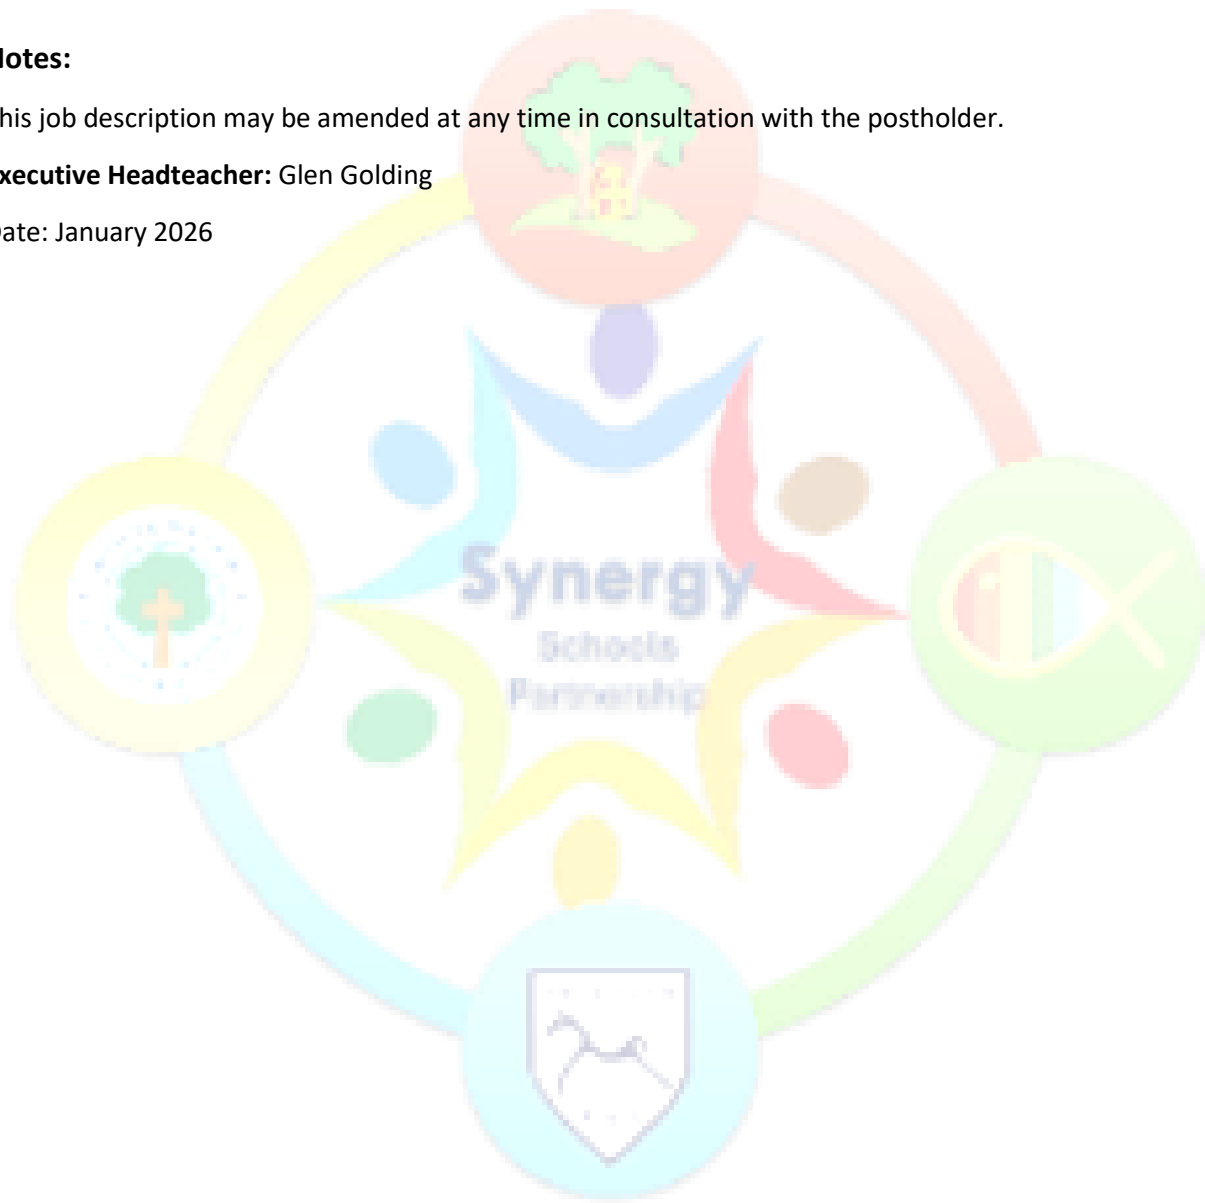 lotes:
his job description may be amended at any time in consultation with the postholder.
xecutive Headteacher: Glen Golding
ate: January 2026
Synergy
Schools
Partnership